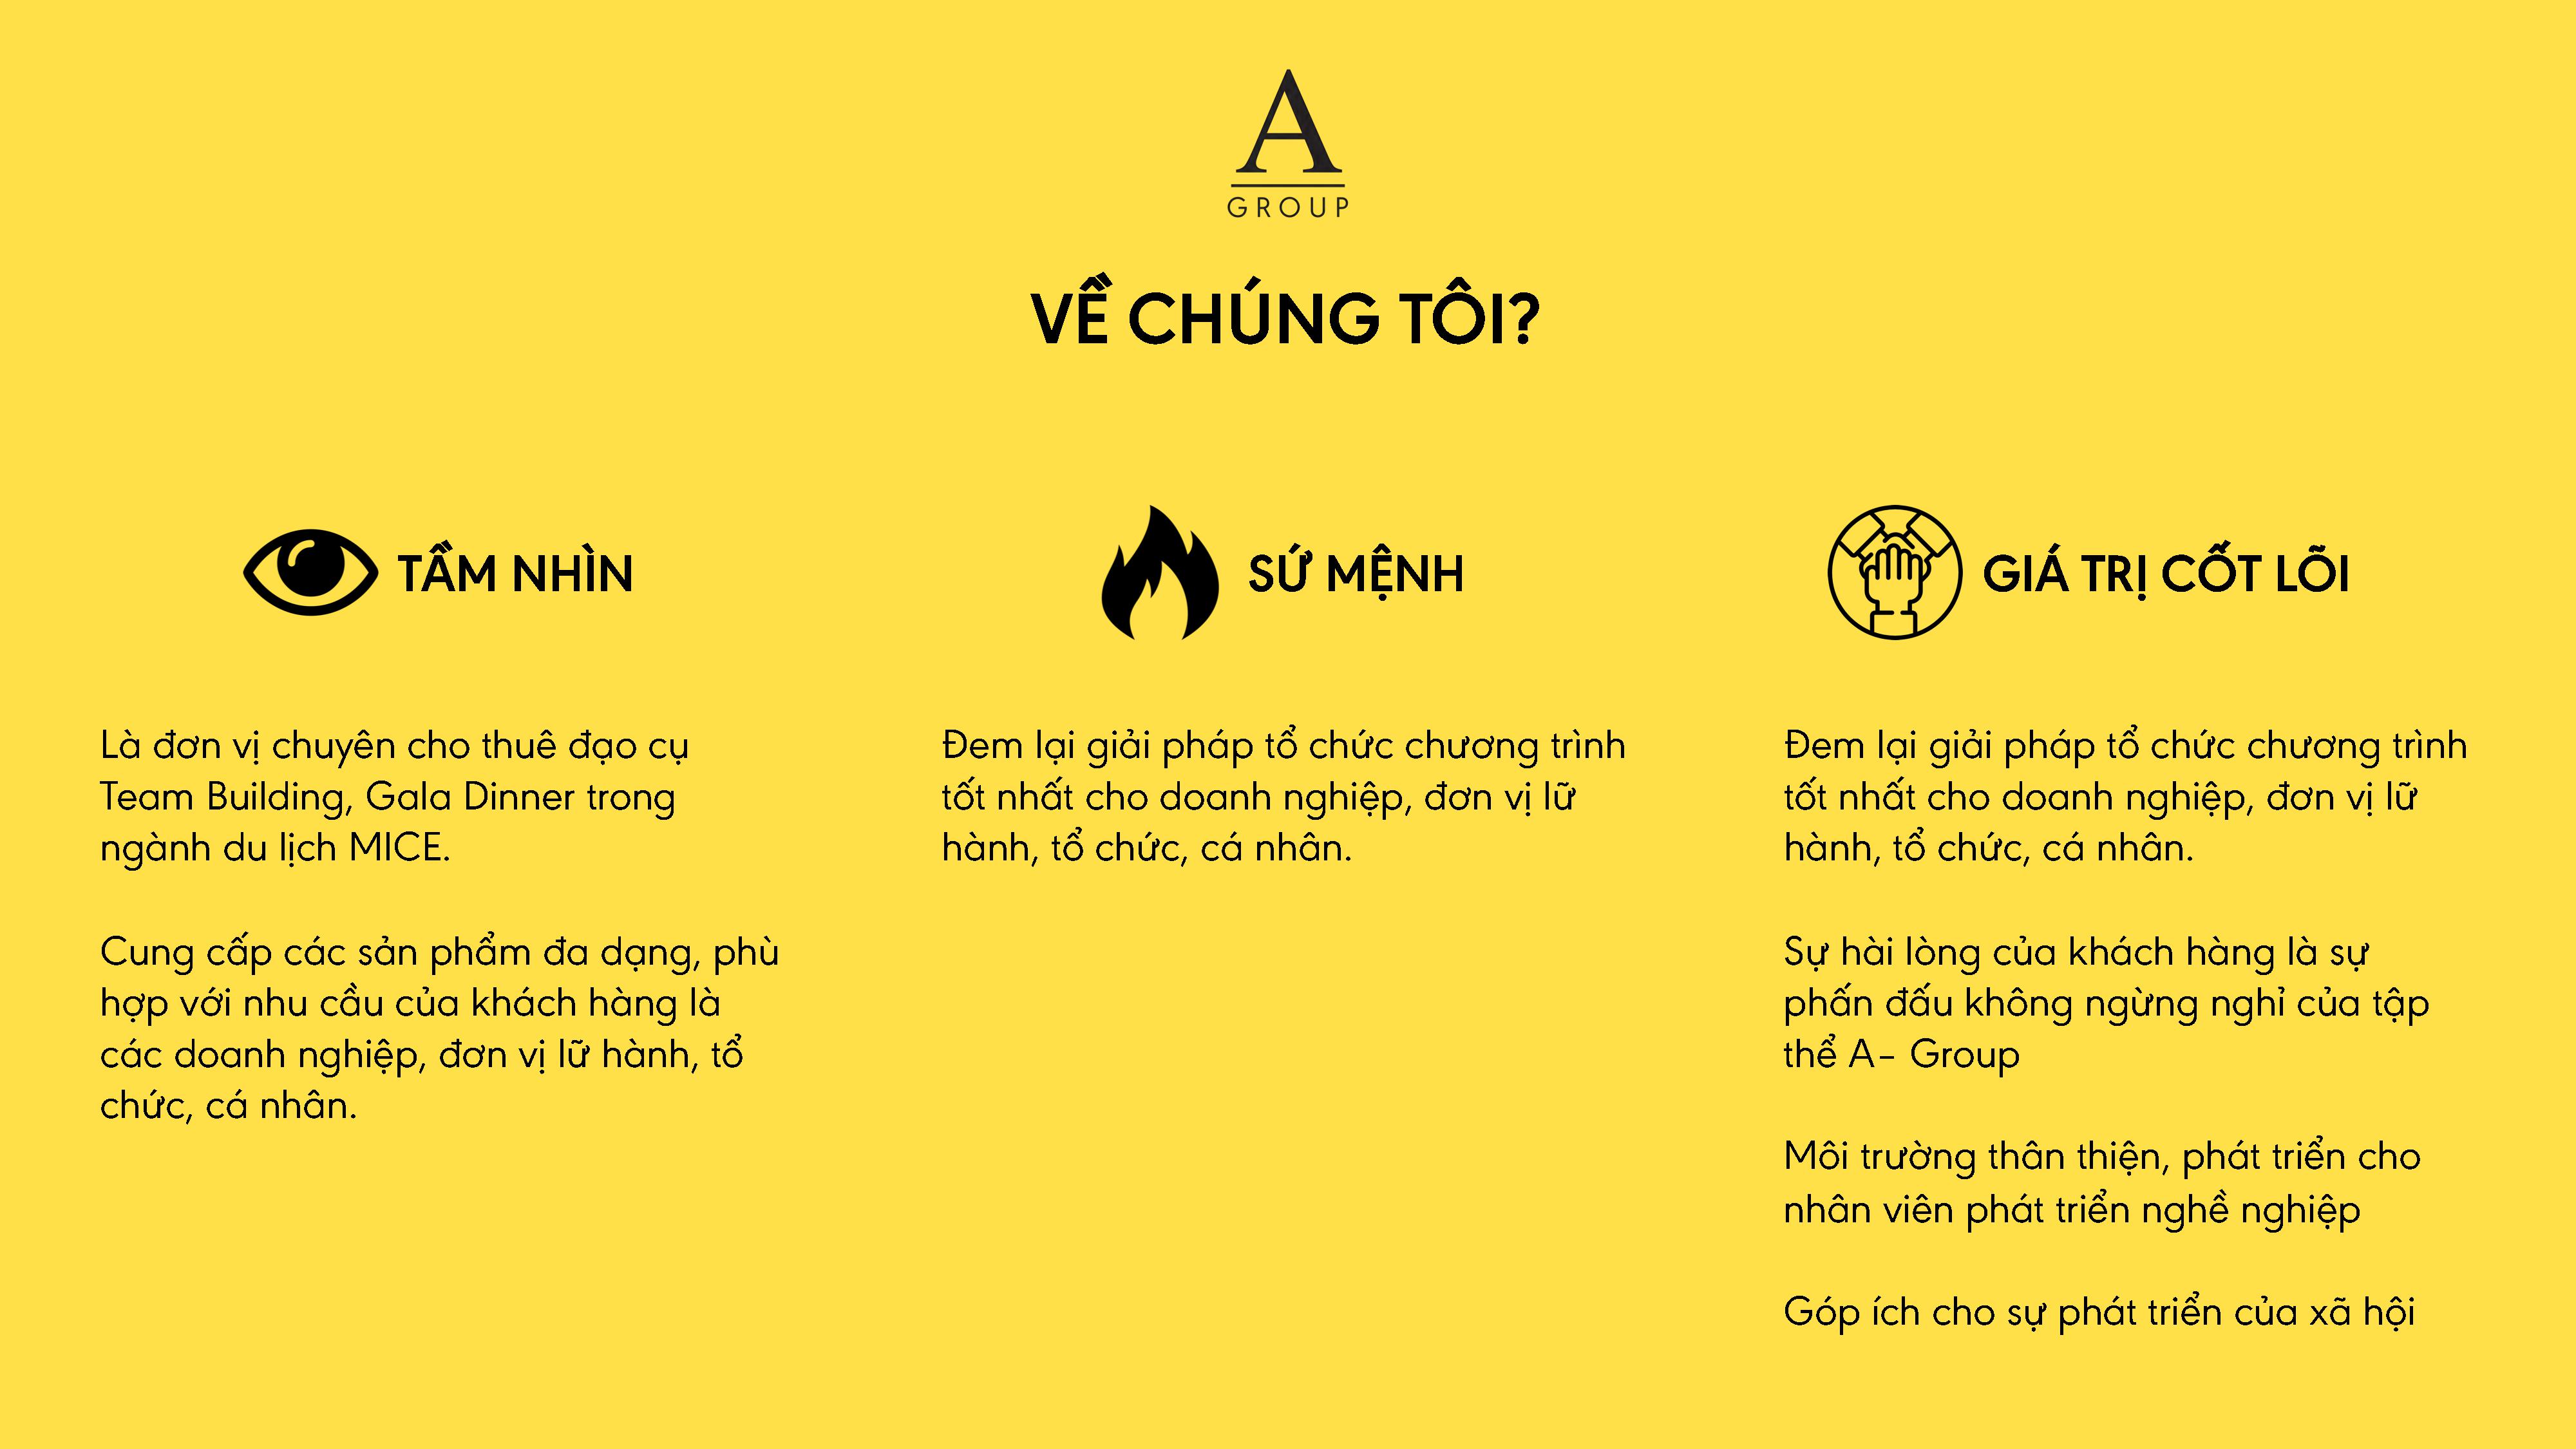 A
GROUP
VỀ CHÚNG TÔI?
TẦM NHÌN
Là đơn vị chuyên cho thuê đạo cụ
Team Building, Gala Dinner trong
ngành du lịch MICE.
Cung cấp các sản phẩm đa dạng, phù
hợp với nhu cầu của khách hàng là
các doanh nghiệp, đơn vị lữ hành, tổ
chức, cá nhân.
SỨ MỆNH
Đem lại giải pháp tổ chức chương trình
tốt nhất cho doanh nghiệp, đơn vị lữ
hành, tổ chức, cá nhân.
GIÁ TRỊ CỐT LÕI
Đem lại giải pháp tổ chức chương trình
tốt nhất cho doanh nghiệp, đơn vị lữ
hành, tổ chức, cá nhân.
Sự hài lòng của khách hàng là sự
phấn đấu không ngừng nghỉ của tập
thể A- Group
Môi trường thân thiện, phát triển cho
nhân viên phát triển nghề nghiệp
Góp ích cho sự phát triển của xã hội